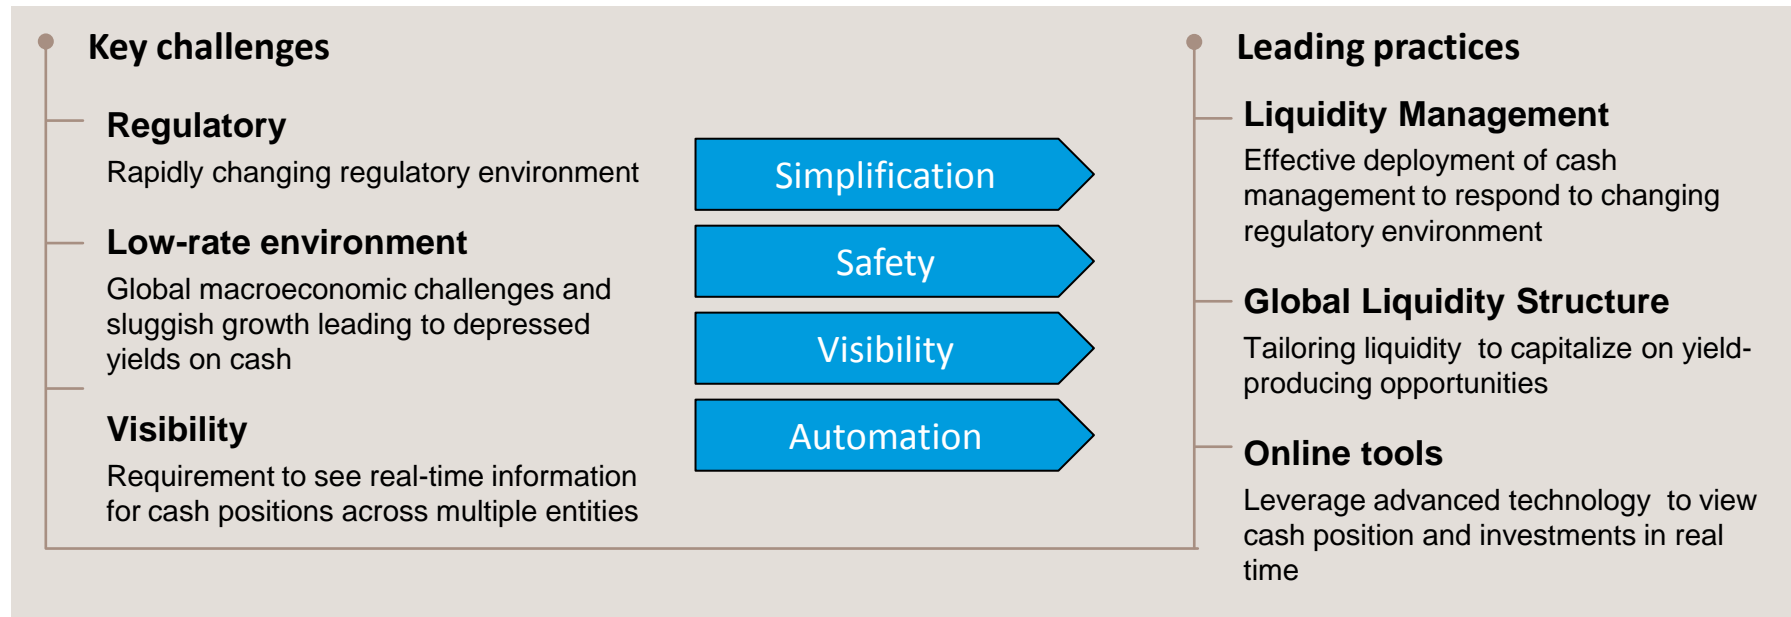 Key challenges
Regulatory
Rapidly changing regulatory environment
Low-rate environment
Global macroeconomic challenges and
sluggish growth leading to depressed
yields on cash
Visibility
Requirement to see real-time information
for cash positions across multiple entities
Simplification
Safety
Visibility
Automation
Leading practices
Liquidity Management
Effective deployment of cash
management to respond to changing
regulatory environment
Global Liquidity Structure
Tailoring liquidity  to capitalize on yield-
producing opportunities
Online tools
Leverage advanced technology  to view
cash position and investments in real
time